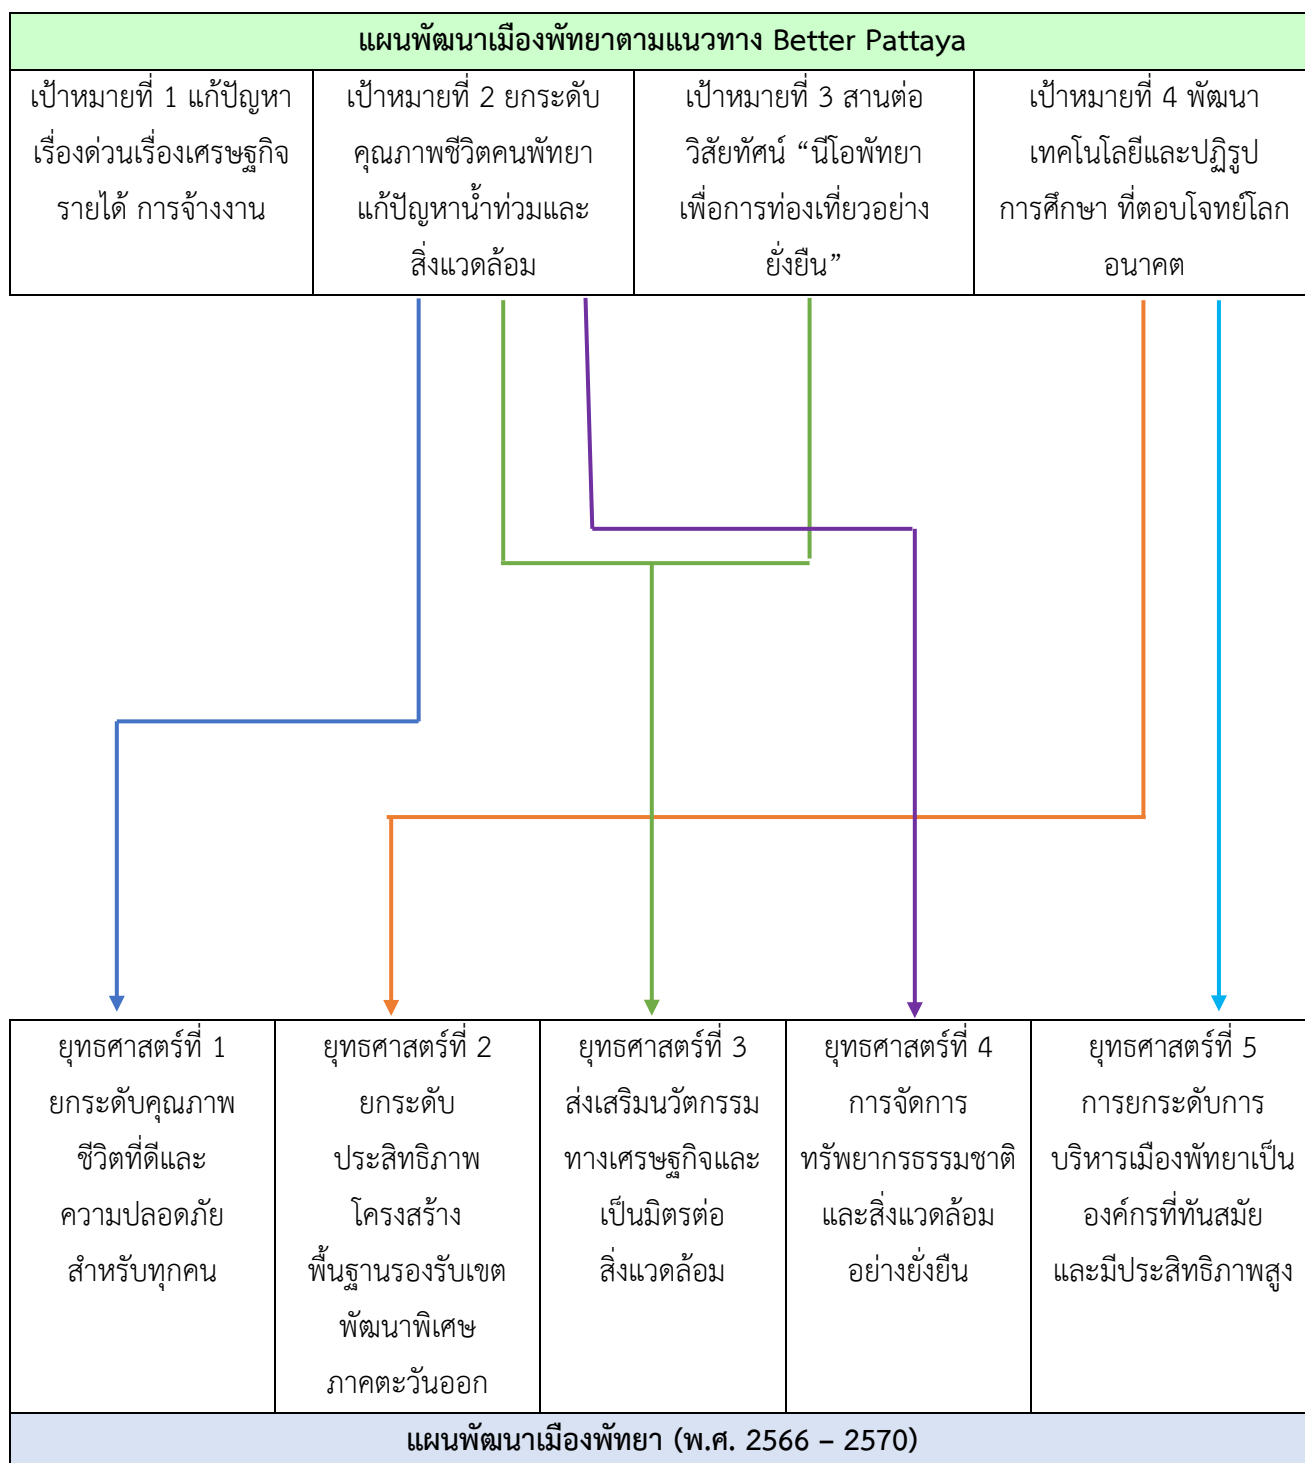 แผนพัฒนาเมืองพัทยาตามแนวทาง Better Pattaya
เป้าหมายที่ 1 แก้ปัญหา
เรื่องด่วนเรื่องเศรษฐกิจ
รายได้ การจ้างงาน
เป้าหมายที่ 2 ยกระดับ
คุณภาพชีวิตคนพัทยา
แก้ปัญหาน้ำท่วมและ
สิ่งแวดล้อม
เป้าหมายที่ 3 สานต่อ
วิสัยทัศน์ “นีโอพัทยา
เพื่อการท่องเที่ยวอย่าง
ยั่งยืน”
เป้าหมายที่ 4 พัฒนา
เทคโนโลยีและปฏิรูป
การศึกษา ที่ตอบโจทย์โลก
อนาคต
ยุทธศาสตร์ที่ 1
ยกระดับคุณภาพ
ชีวิตที่ดีและ
ความปลอดภัย
สำหรับทุกคน
ยุทธศาสตร์ที่ 2
ยกระดับ
ประสิทธิภาพ
โครงสร้าง
พื้นฐานรองรับเขต
พัฒนาพิเศษ
ภาคตะวันออก
ยุทธศาสตร์ที่ 3
ส่งเสริมนวัตกรรม
ทางเศรษฐกิจและ
เป็นมิตรต่อ
สิ่งแวดล้อม
ยุทธศาสตร์ที่ 4
การจัดการ
ทรัพยากรธรรมชาติ
และสิ่งแวดล้อม
อย่างยั่งยืน
ยุทธศาสตร์ที่ 5
การยกระดับการ
บริหารเมืองพัทยาเป็น
องค์กรที่ทันสมัย
และมีประสิทธิภาพสูง
แผนพัฒนาเมืองพัทยา (พ.ศ. 2566 – 2570)